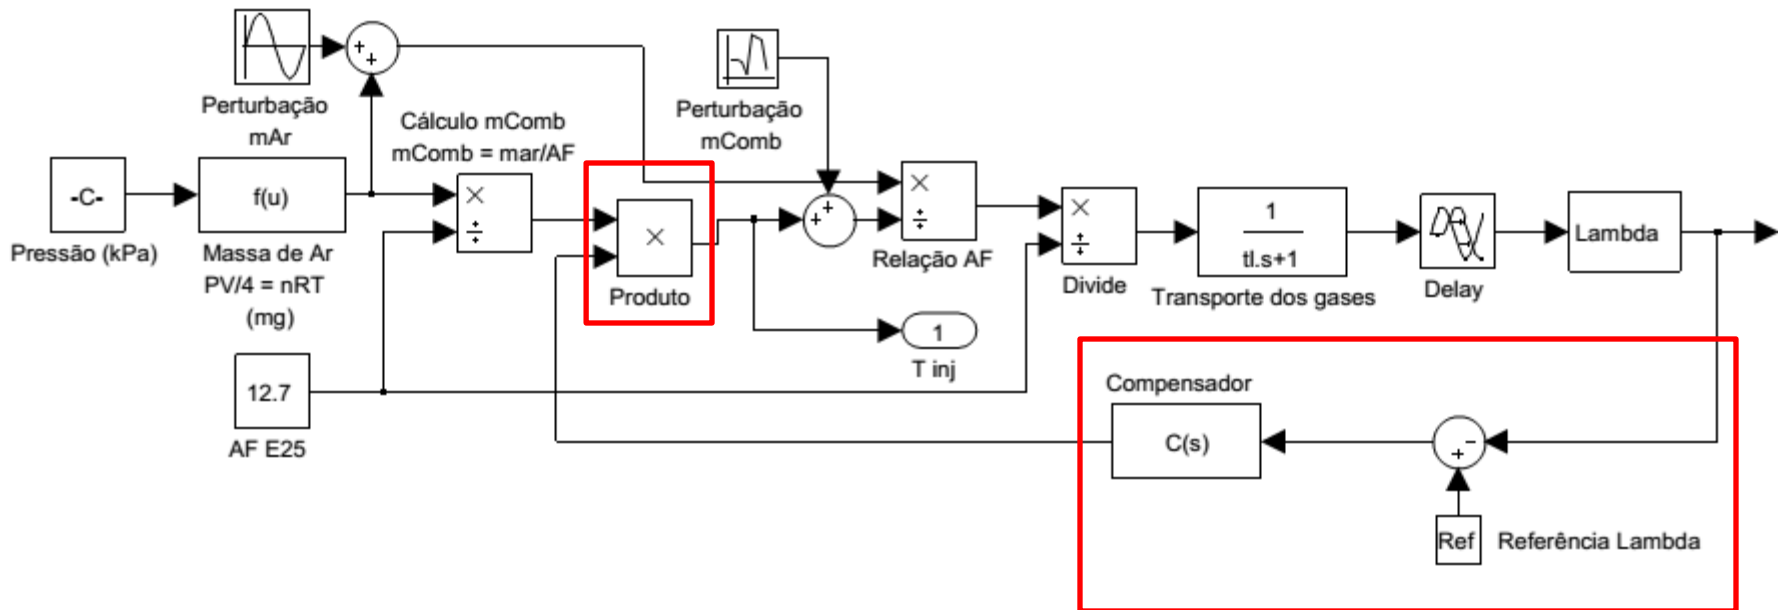 Perturbação
mAr
Cálculo mComb
mComb = mar/AF
Perturbação
mComb
-C-
Pressão (kPa)
f(u)
Massa de Ar
PV/4 = nRT
(mg)
×
÷
×
Produto
+
+
+
+
×
÷
Relação AF
×
÷
Divide
1
tl.s+1
Transporte dos gases
Delay
Lambda
1
T inj
12.7
AF E25
Compensador
C(s)
-
+
Ref
Referência Lambda